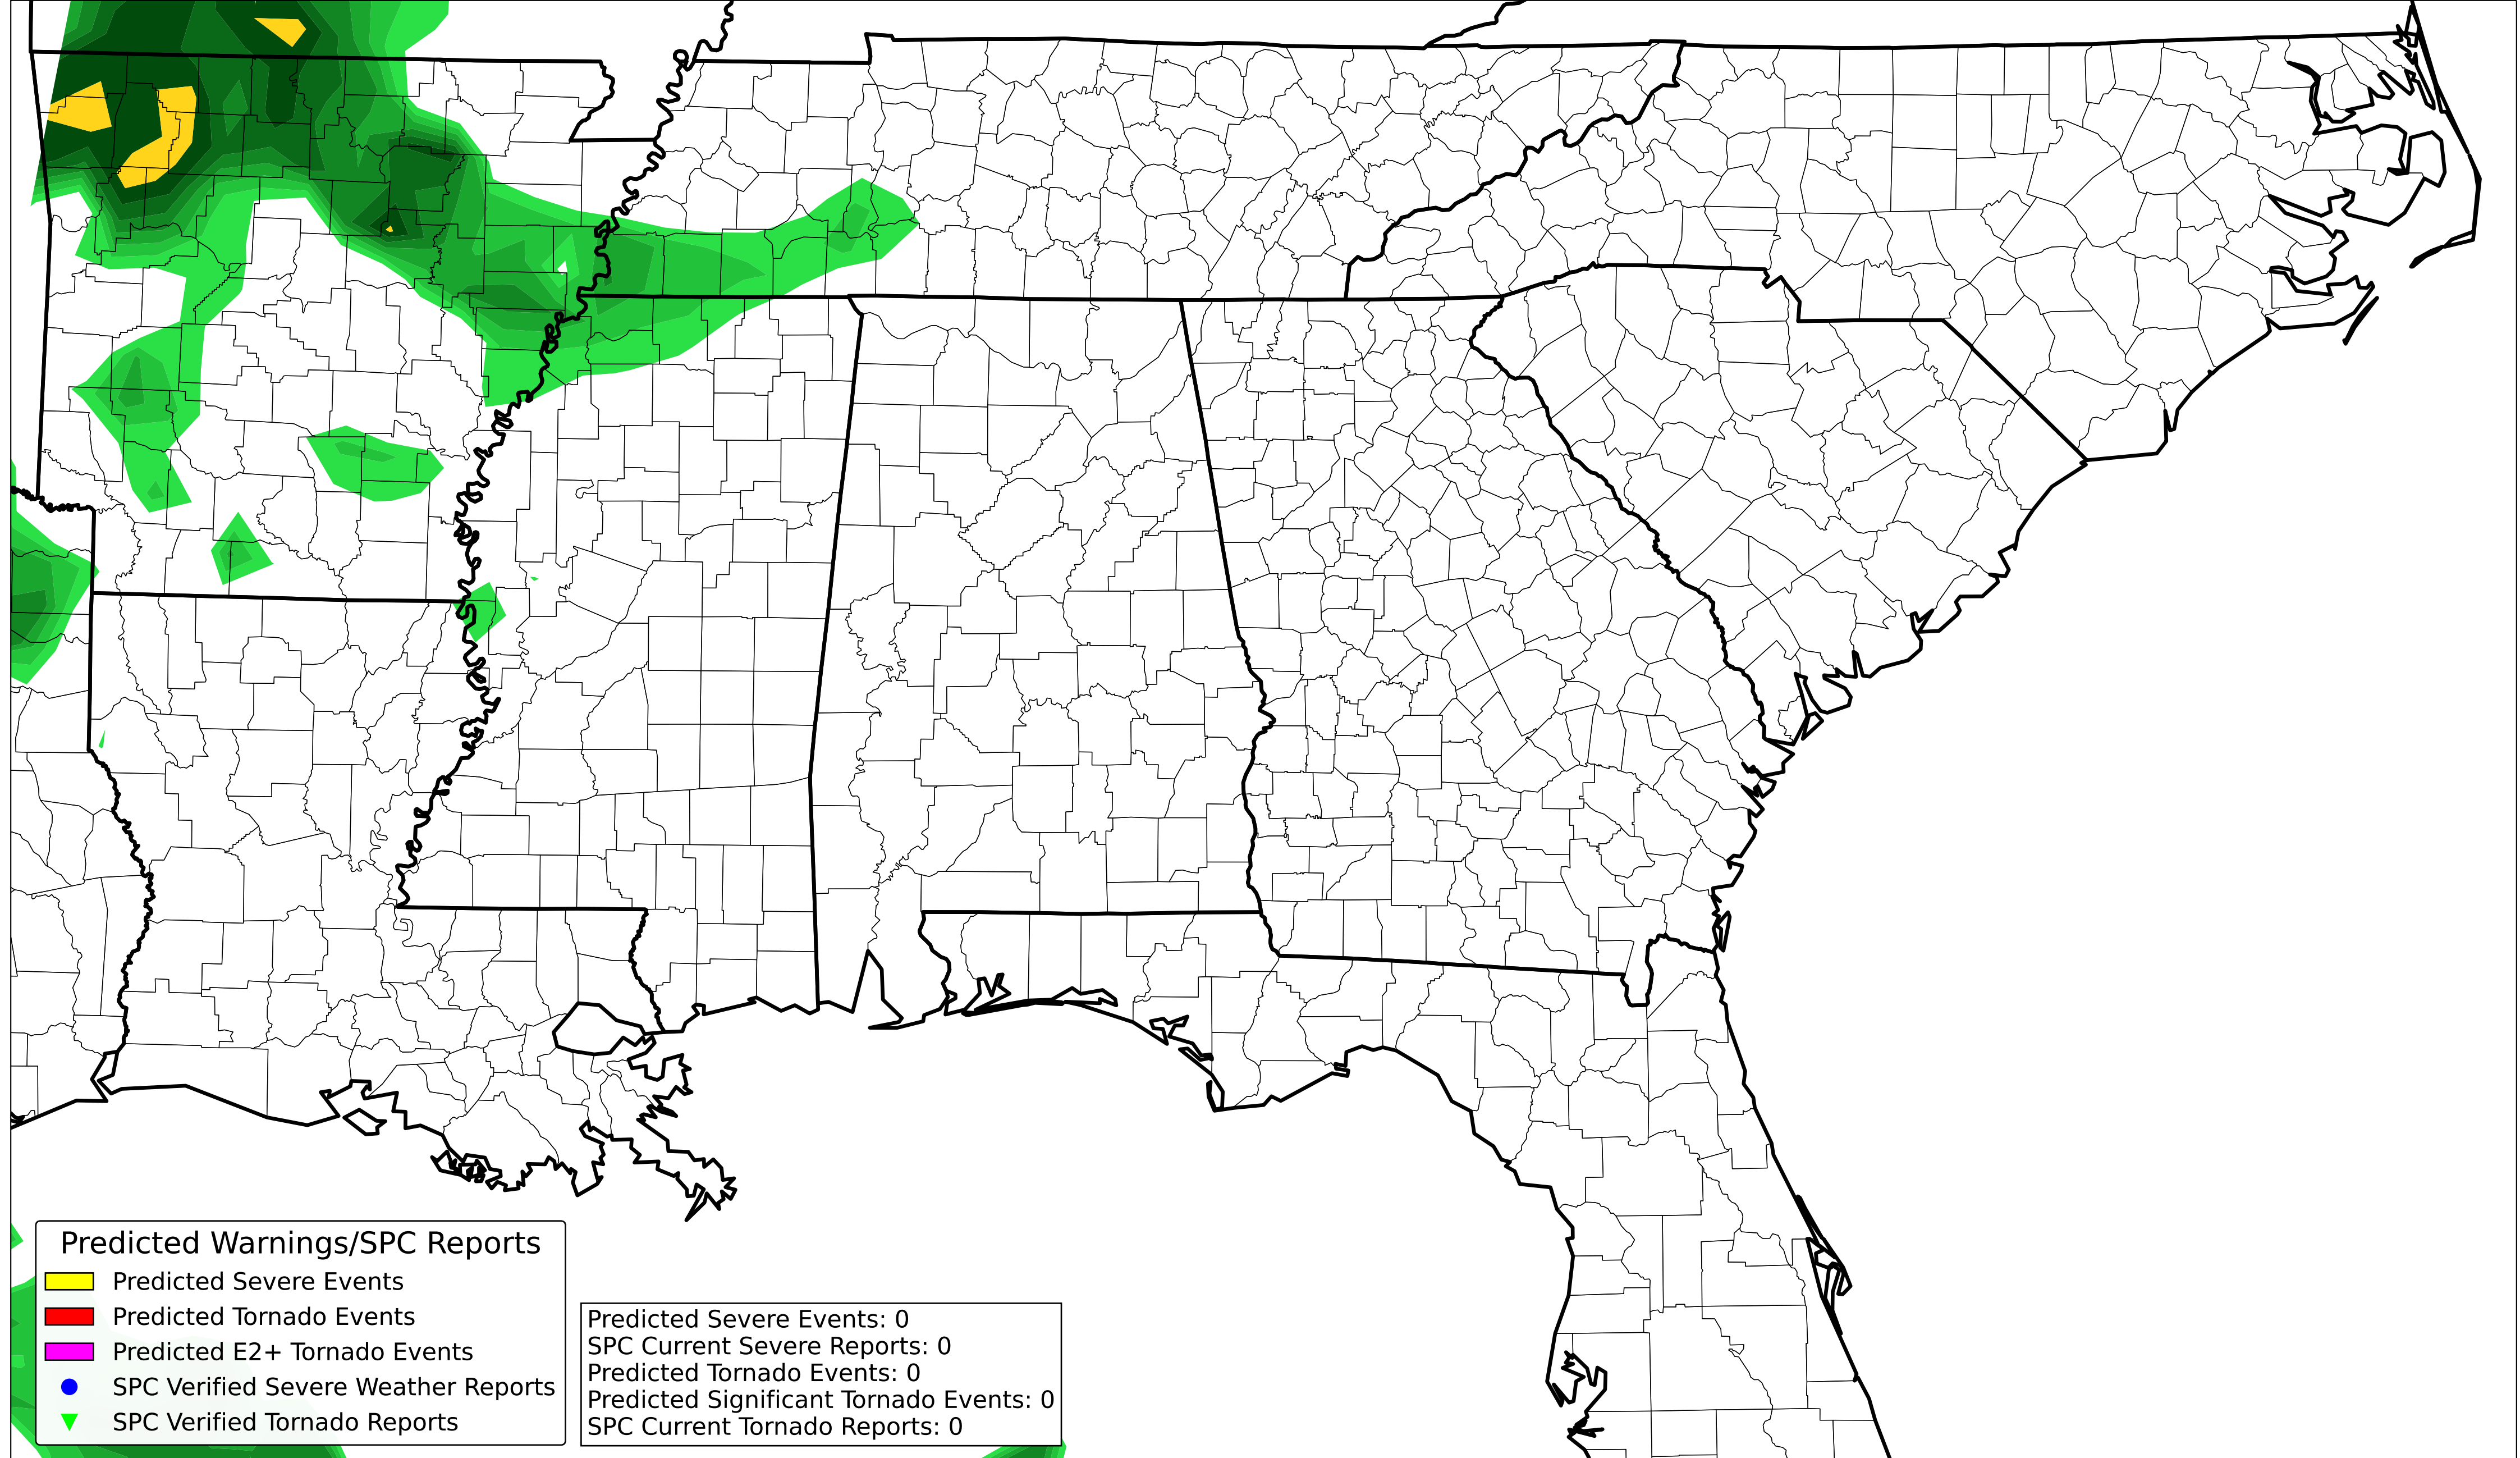 Predicted Warnings/SPC Reports
Predicted Severe Events
Predicted Tornado Events
Predicted E2+ Tornado Events
SPC Verified Severe Weather Reports
SPC Verified Tornado Reports
Predicted Severe Events: 0
SPC Current Severe Reports: 0
Predicted Tornado Events: 0
Predicted Significant Tornado Events: 0
SPC Current Tornado Reports: 0